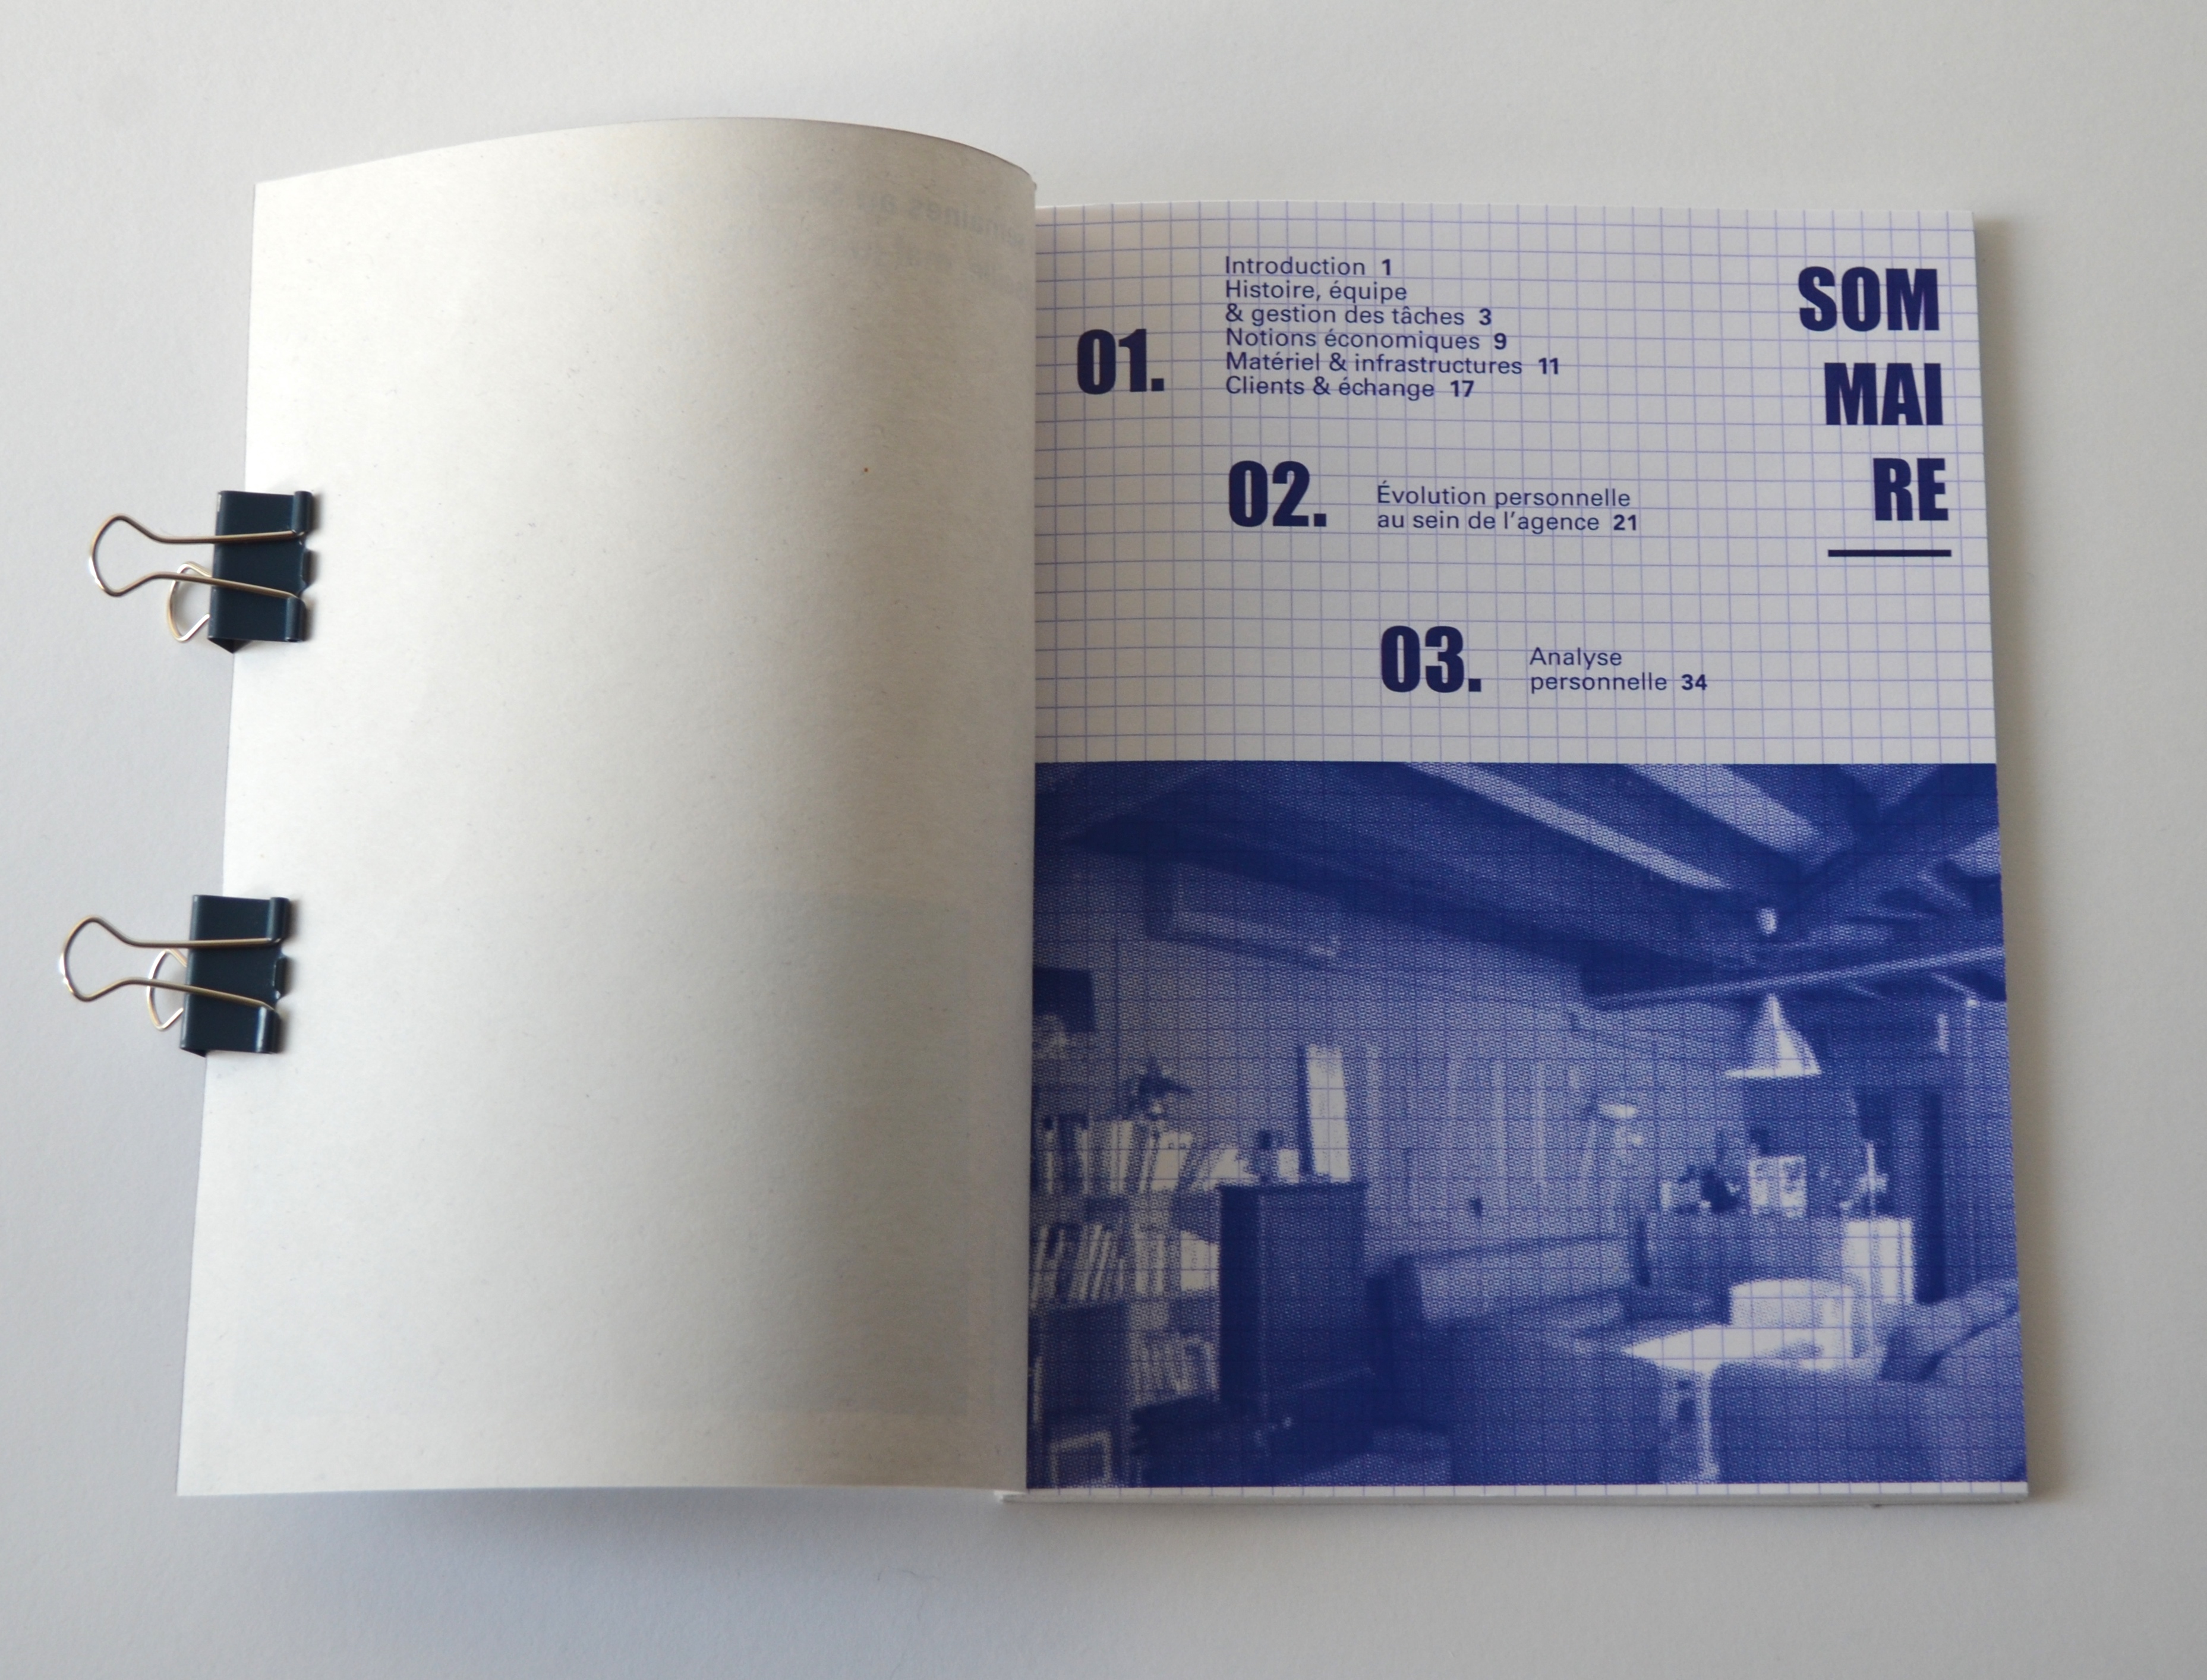 SOM
MAI
RE
01.
Introduction 1
Histoire, équipe
& gestion des tâches 3
Notions économiques 9
Matériel & infrastructures 11
Clients & échange 17
02.
Évolution personnelle
au sein de l'agence 21
03.
Analyse
personnelle 34